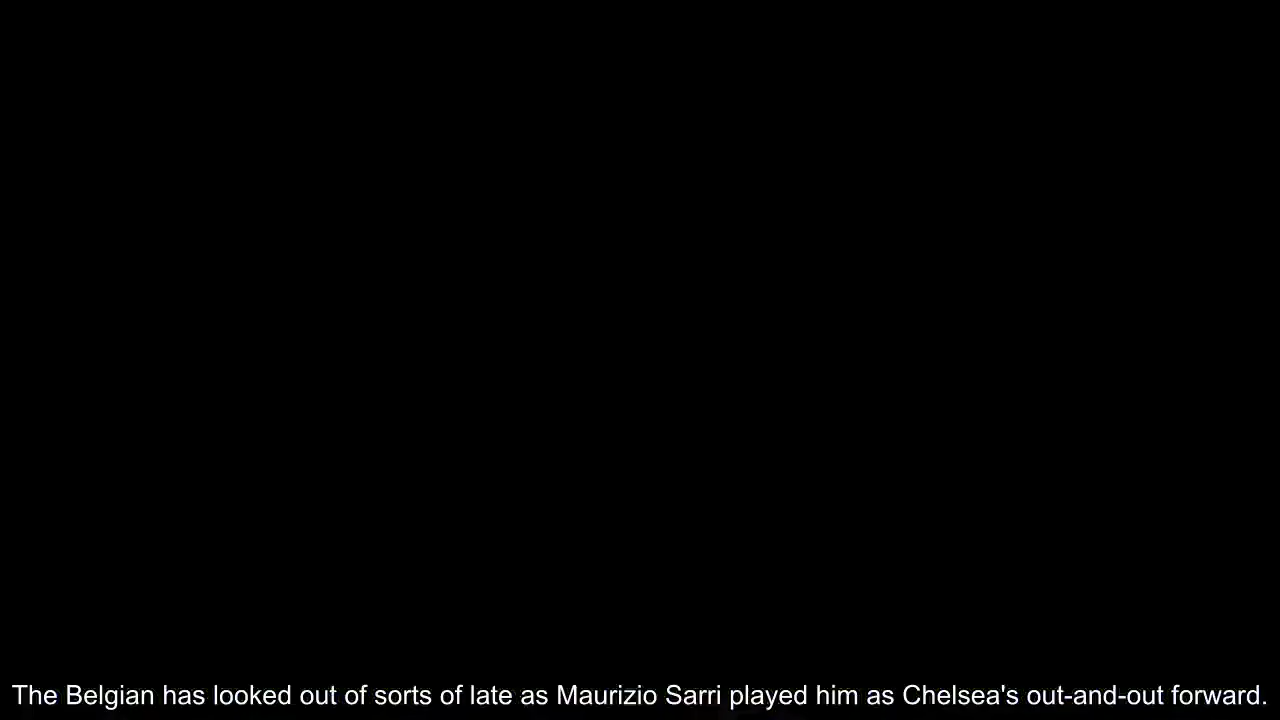 The Belgian has looked out of sorts of late as Maurizio Sarri played him as Chelsea's out-and-out forward.